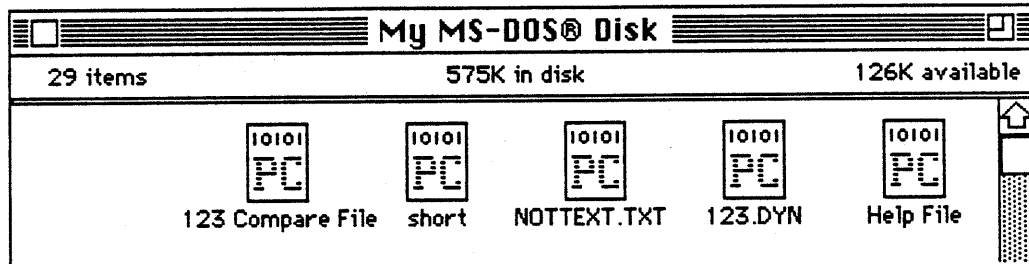 My MS-DOS® Disk
29 items 575K in disk 126K available
10101 10101 10101 10101 10101
PC PC PC PC PC
123 Compare File short NOTTEXT.TXT 123.DYN Help File